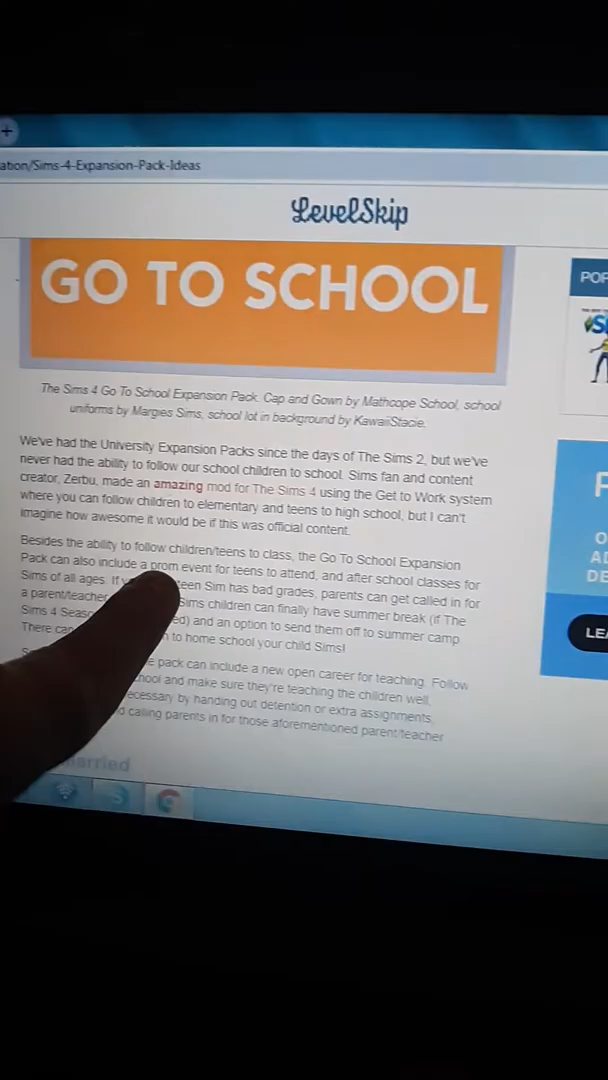 +
ation/Sims-4-Expansion-Pack-Ideas
LevelSkip
GO TO SCHOOL
POP
The Sims 4 Go To School Expansion Pack. Cap and Gown by Mathcope School, school
uniforms by Margies Sims, school lot in background by KawaiiStacie.
We've had the University Expansion Packs since the days of The Sims 2, but we've
never had the ability to follow our school children to school. Sims fan and content
creator, Zerbu, made an amazing mod for The Sims 4 using the Get to Work system
where you can follow children to elementary and teens to high school, but I can't
imagine how awesome it would be if this was official content.
Besides the ability to follow children/teens to class, the Go To School Expansion
Pack can also include a prom event for teens to attend, and after school classes for
Sims of all ages. If teen Sim has bad grades, parents can get called in for
a parent/teacher Sims children can finally have summer break (if The
Sims 4 Seaso ed) and an option to send them off to summer camp
There can to home school your child Sims!
e pack can include a new open career for teaching. Follow
hool and make sure they're teaching the children well,
ecessary by handing out detention or extra assignments,
d calling parents in for those aforementioned parent/teacher
arried
O
AD
DE
LEA